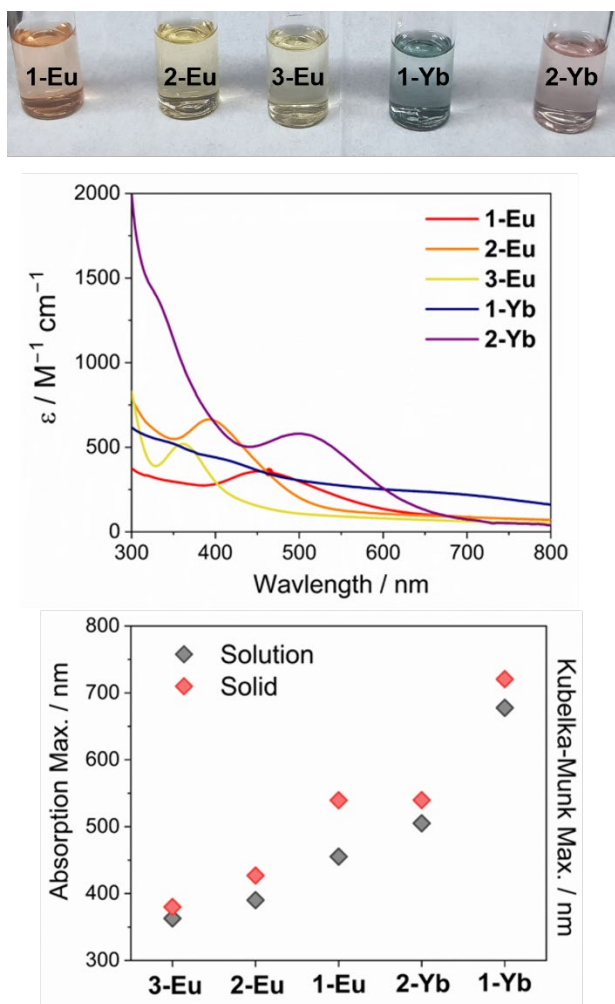 1-Eu 2-Eu 3-Eu 1-Yb 2-Yb
2000
1500
1000
500
0
ε / M⁻¹ cm⁻¹
1-Eu
2-Eu
3-Eu
1-Yb
2-Yb
300 400 500 600 700 800
Wavlength / nm
800
700
600
500
400
300
Absorption Max. / nm
Solution
Solid
Kubelka-Munk Max. / nm
3-Eu 2-Eu 1-Eu 2-Yb 1-Yb